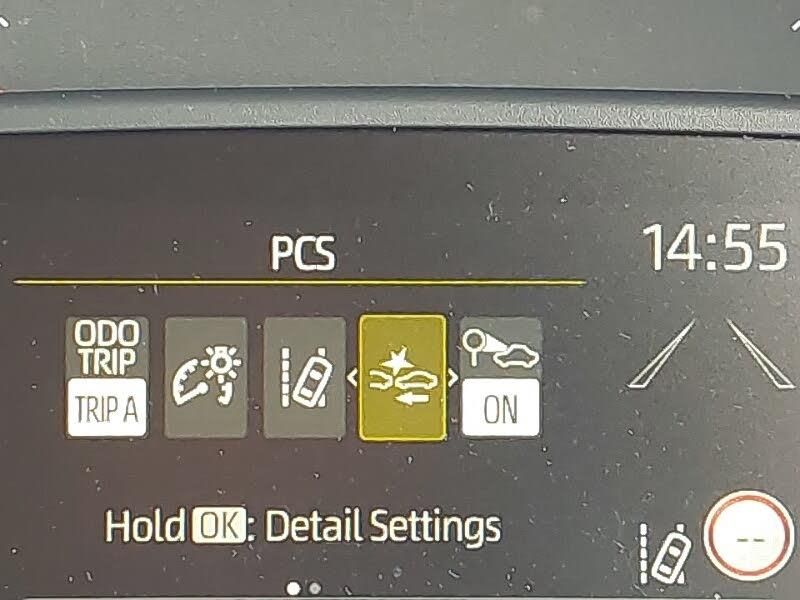 PCS
14:55
ODO
TRIP
TRIP A
ON
Hold OK: Detail Settings
--